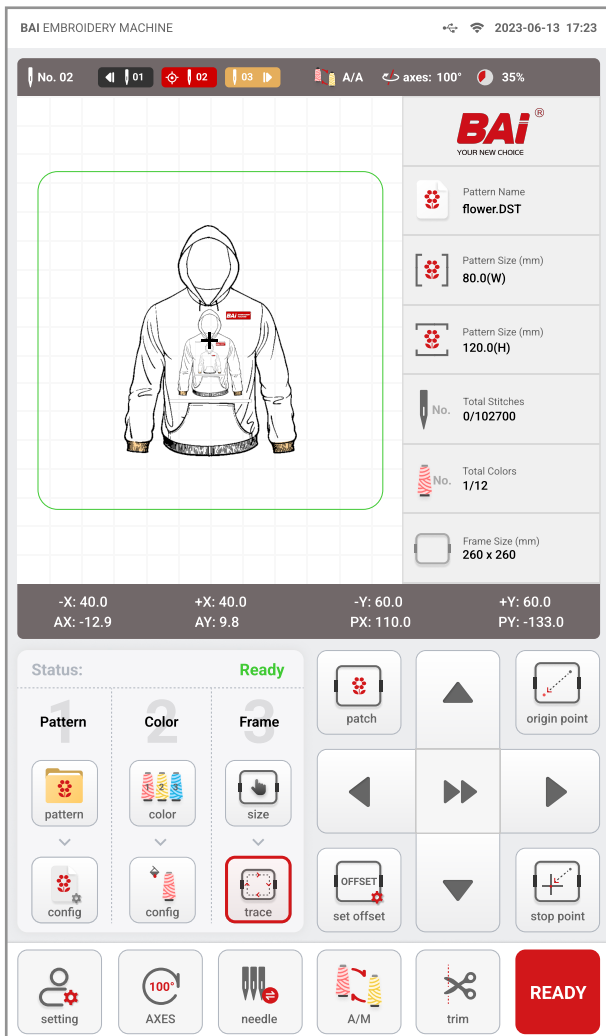 BAI EMBROIDERY MACHINE
2023-06-13 17:23
No. 02
01
02
03
A/A
axes: 100°
35%
BAi ®
YOUR NEW CHOICE
BAi
Pattern Name
flower.DST
Pattern Size (mm)
80.0(W)
Pattern Size (mm)
120.0(H)
No.
Total Stitches
0/102700
No.
Total Colors
1/12
Frame Size (mm)
260 x 260
-X: 40.0
+X: 40.0
-Y: 60.0
+Y: 60.0
AX: -12.9
AY: 9.8
PX: 110.0
PY: -133.0
Status:
Ready
1
Pattern
2
Color
3
Frame
pattern
1 2 3
color
size
config
config
trace
patch
origin point
OFFSET
set offset
stop point
setting
100°
AXES
needle
A/M
trim
READY